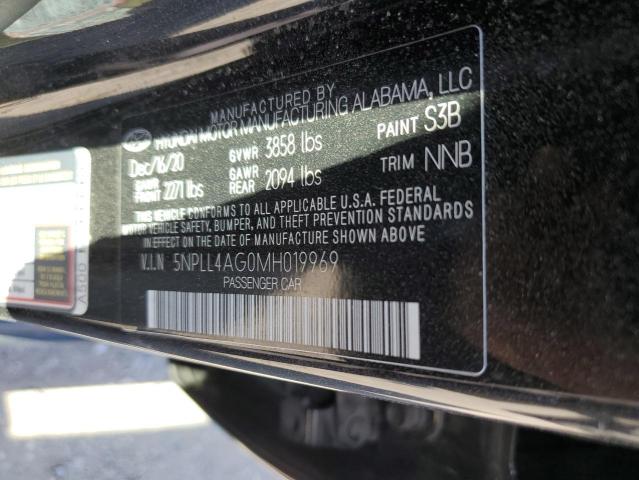 MANUFACTURED BY
HYUNDAI MOTOR MANUFACTURING ALABAMA, LLC
Dec/16/20 GVWR 3858 lbs PAINT S3B
GAWR FRONT 2271 lbs GAWR REAR 2094 lbs TRIM NNB
THIS VEHICLE CONFORMS TO ALL APPLICABLE U.S.A. FEDERAL
MOTOR VEHICLE SAFETY, BUMPER, AND THEFT PREVENTION STANDARDS
IN EFFECT ON THE DATE OF MANUFACTURE SHOWN ABOVE
V.I.N 5NPLL4AG0MH019969
PASSENGER CAR
A500